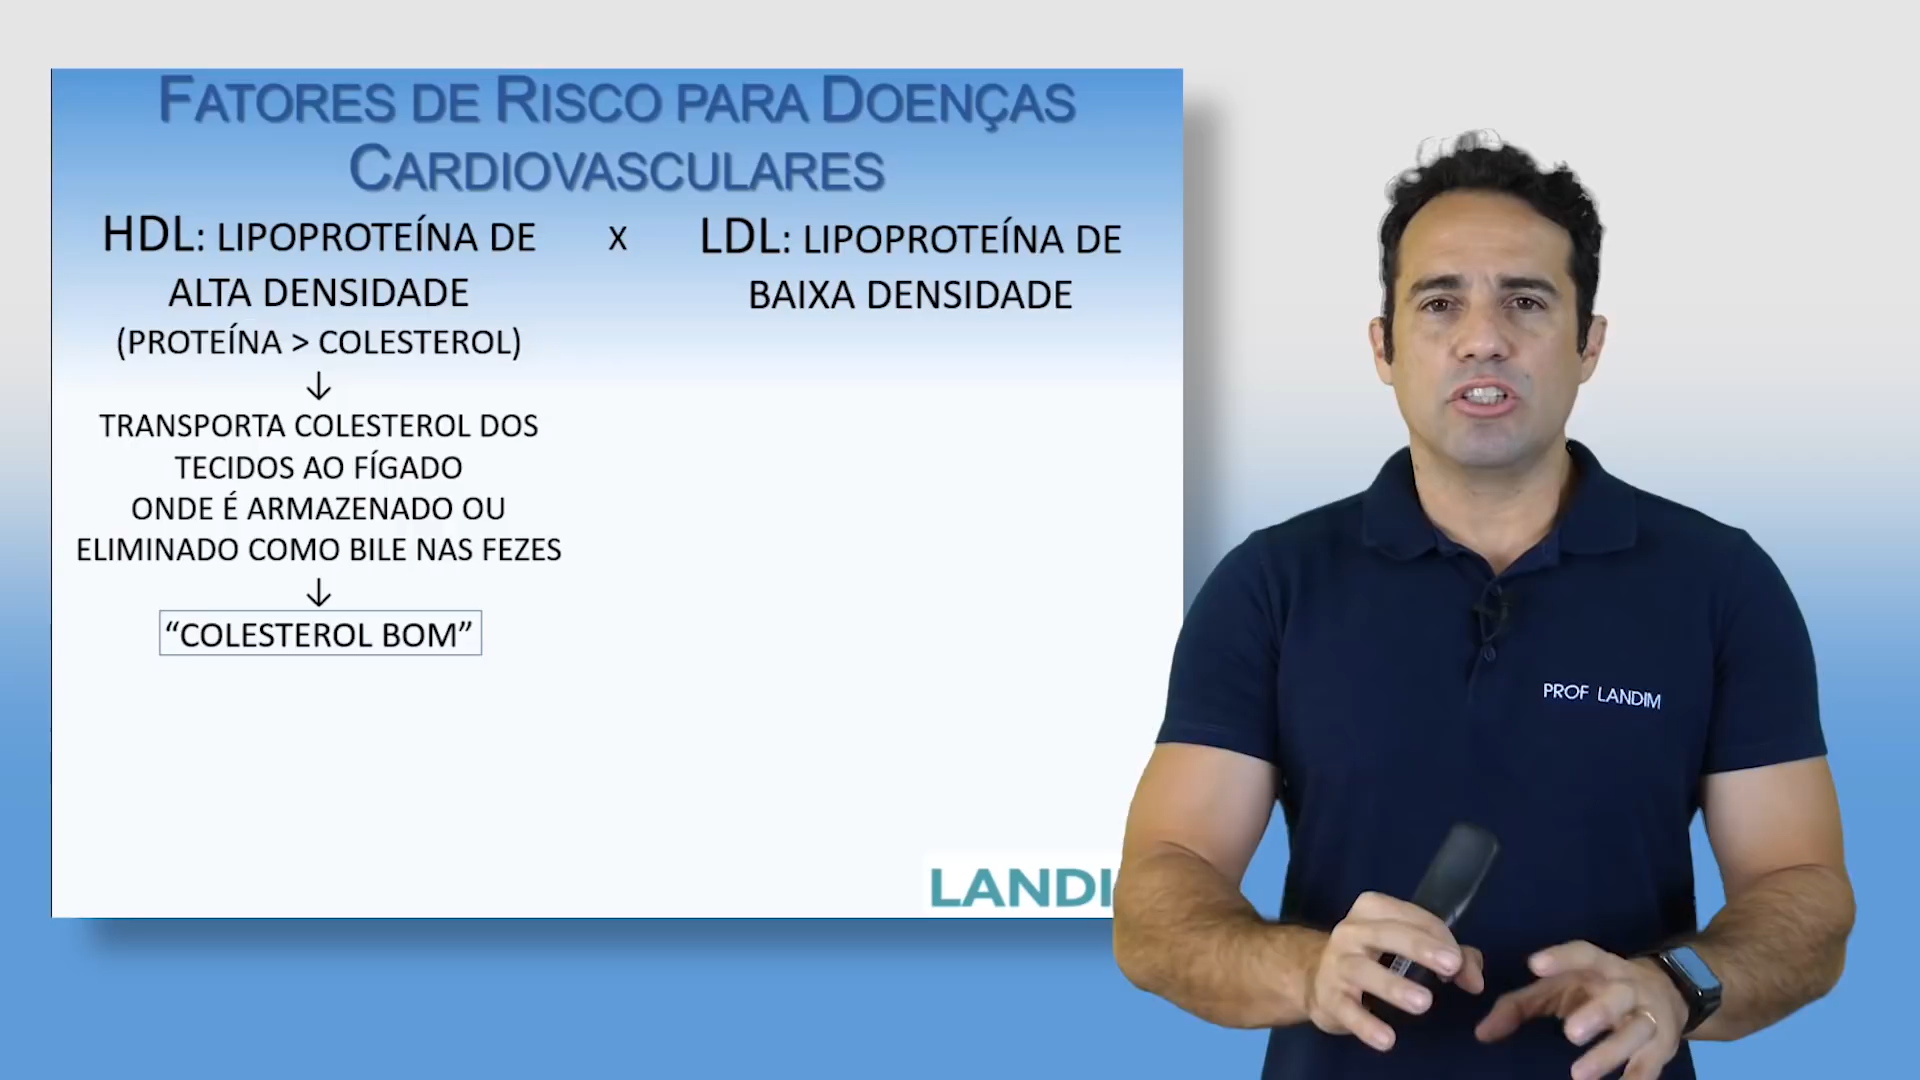 FATORES DE RISCO PARA DOENÇAS
CARDIOVASCULARES
HDL: LIPOPROTEÍNA DE
ALTA DENSIDADE
(PROTEÍNA > COLESTEROL)
↓
TRANSPORTA COLESTEROL DOS
TECIDOS AO FÍGADO
ONDE É ARMAZENADO OU
ELIMINADO COMO BILE NAS FEZES
↓
“COLESTEROL BOM”
X
LDL: LIPOPROTEÍNA DE
BAIXA DENSIDADE
LANDI
PROF LANDIM